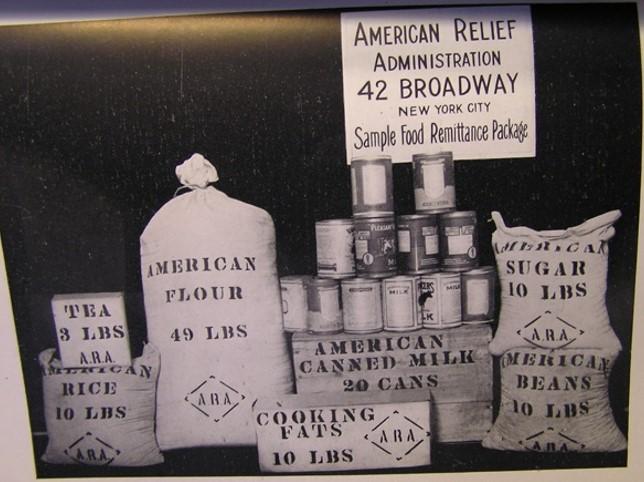 AMERICAN RELIEF
ADMINISTRATION
42 BROADWAY
NEW YORK CITY
Sample Food Remittance Package
AMERICAN
FLOUR
49 LBS
A.R.A.
TEA
3 LBS
A.R.A.
AMERICAN
RICE
10 LBS
A.R.A.
MILK
MILK
AMERICAN
CANNED MILK
20 CANS
COOKING
FATS
10 LBS
A.R.A.
AMERICAN
SUGAR
10 LBS
A.R.A.
AMERICAN
BEANS
10 LBS
A.R.A.